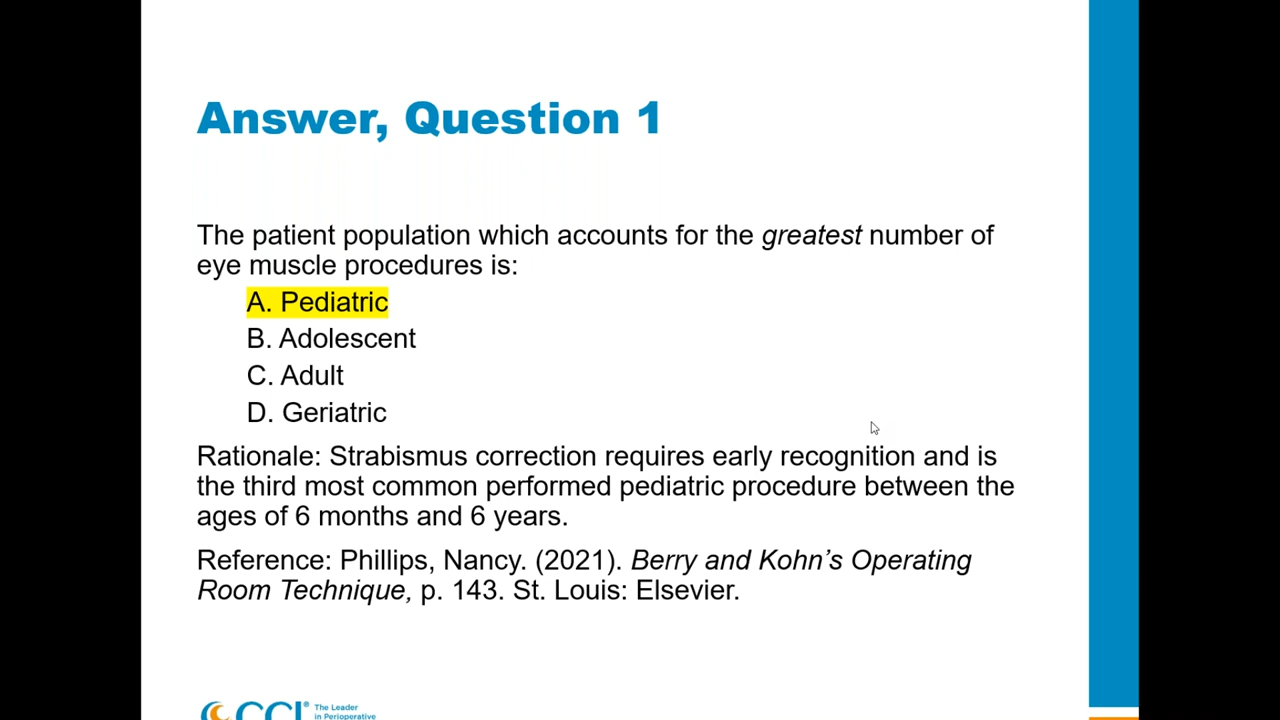 Answer, Question 1
The patient population which accounts for the greatest number of
eye muscle procedures is:
A. Pediatric
B. Adolescent
C. Adult
D. Geriatric
Rationale: Strabismus correction requires early recognition and is
the third most common performed pediatric procedure between the
ages of 6 months and 6 years.
Reference: Phillips, Nancy. (2021). Berry and Kohn’s Operating
Room Technique, p. 143. St. Louis: Elsevier.
CCI® The Leader
in Perioperative